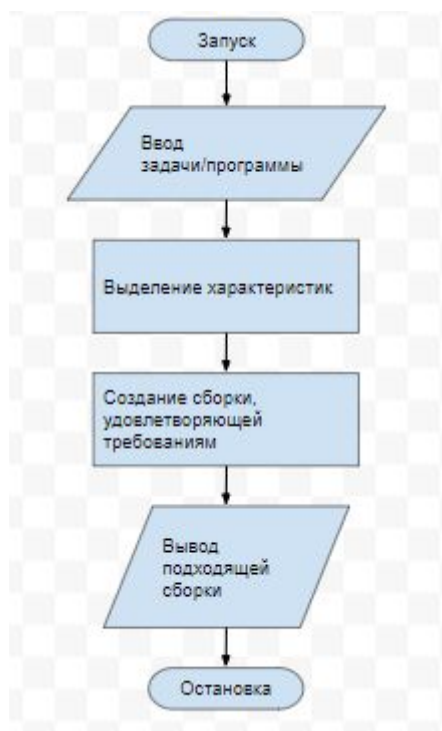 Запуск
Ввод
задачи/программы
Выделение характеристик
Создание сборки,
удовлетворяющей
требованиям
Вывод
подходящей
сборки
Остановка